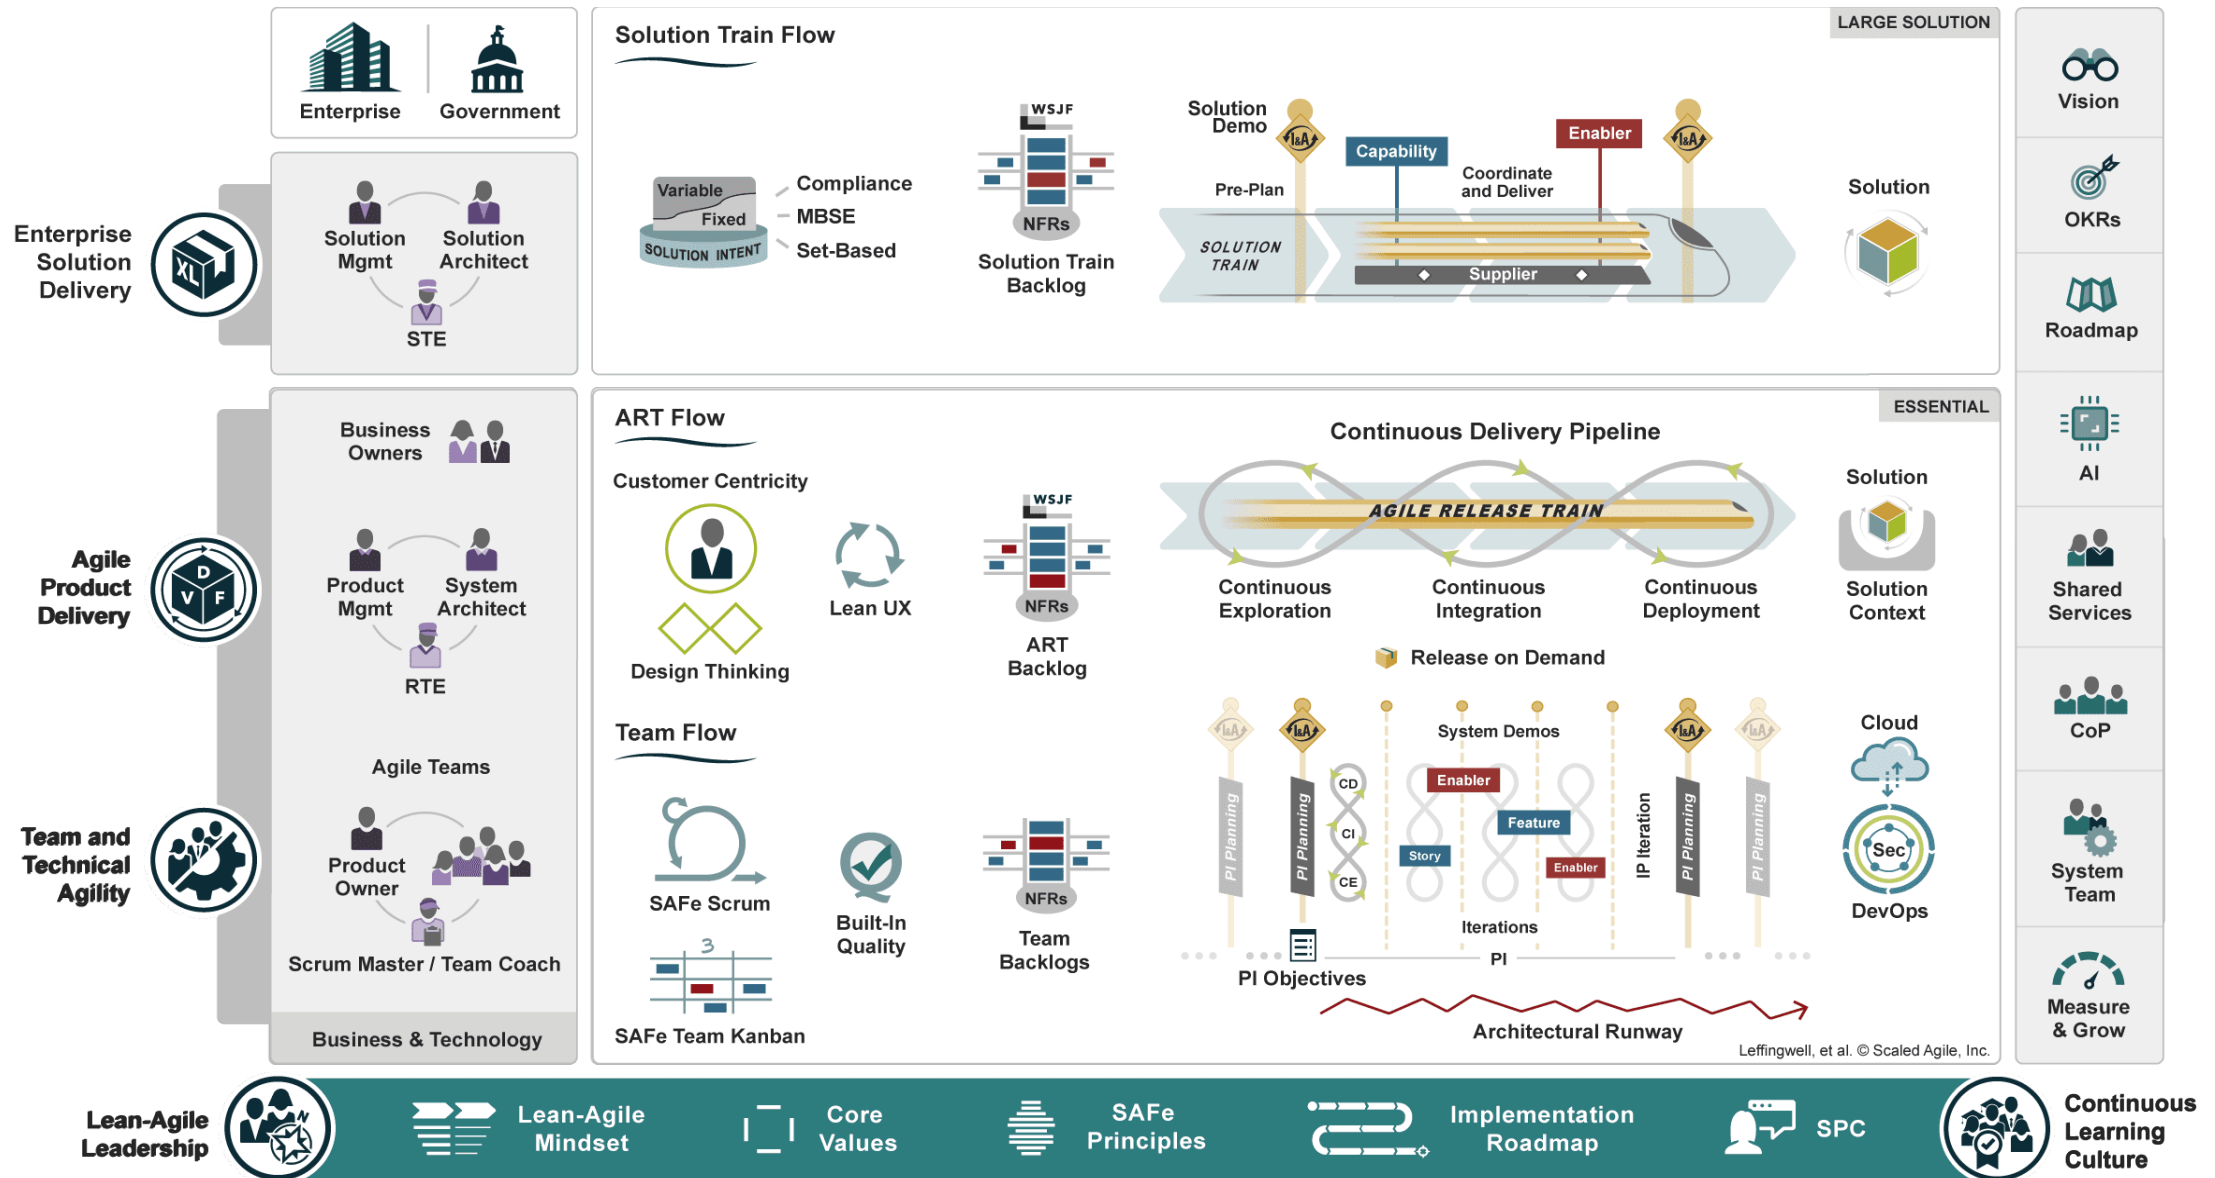 Enterprise
Government
Enterprise
Solution
Delivery
XL
Solution
Mgmt
Solution
Architect
STE
LARGE SOLUTION
Solution Train Flow
Variable
Fixed
SOLUTION INTENT
Compliance
MBSE
Set-Based
WSJF
NFRs
Solution Train
Backlog
Solution
Demo
I&A
Pre-Plan
Capability
Coordinate
and Deliver
Enabler
I&A
SOLUTION
TRAIN
Supplier
Solution
Agile
Product
Delivery
D
V
F
Team and
Technical
Agility
Business
Owners
Product
Mgmt
System
Architect
RTE
Agile Teams
Product
Owner
Scrum Master / Team Coach
Business & Technology
ESSENTIAL
ART Flow
Customer Centricity
Design Thinking
Lean UX
WSJF
NFRs
ART
Backlog
Continuous Delivery Pipeline
AGILE RELEASE TRAIN
Continuous
Exploration
Continuous
Integration
Continuous
Deployment
Release on Demand
Solution
Solution
Context
Team Flow
SAFe Scrum
3
SAFe Team Kanban
Built-In
Quality
NFRs
Team
Backlogs
I&A
PI Planning
I&A
PI Planning
PI Objectives
CD
CI
CE
System Demos
Enabler
Feature
Story
Enabler
Iterations
IP Iteration
PI
I&A
PI Planning
I&A
PI Planning
Architectural Runway
Cloud
Sec
DevOps
Leffingwell, et al. © Scaled Agile, Inc.
Vision
OKRs
Roadmap
AI
Shared
Services
CoP
System
Team
Measure
& Grow
Lean-Agile
Leadership
N
Lean-Agile
Mindset
Core
Values
SAFe
Principles
Implementation
Roadmap
SPC
Continuous
Learning
Culture